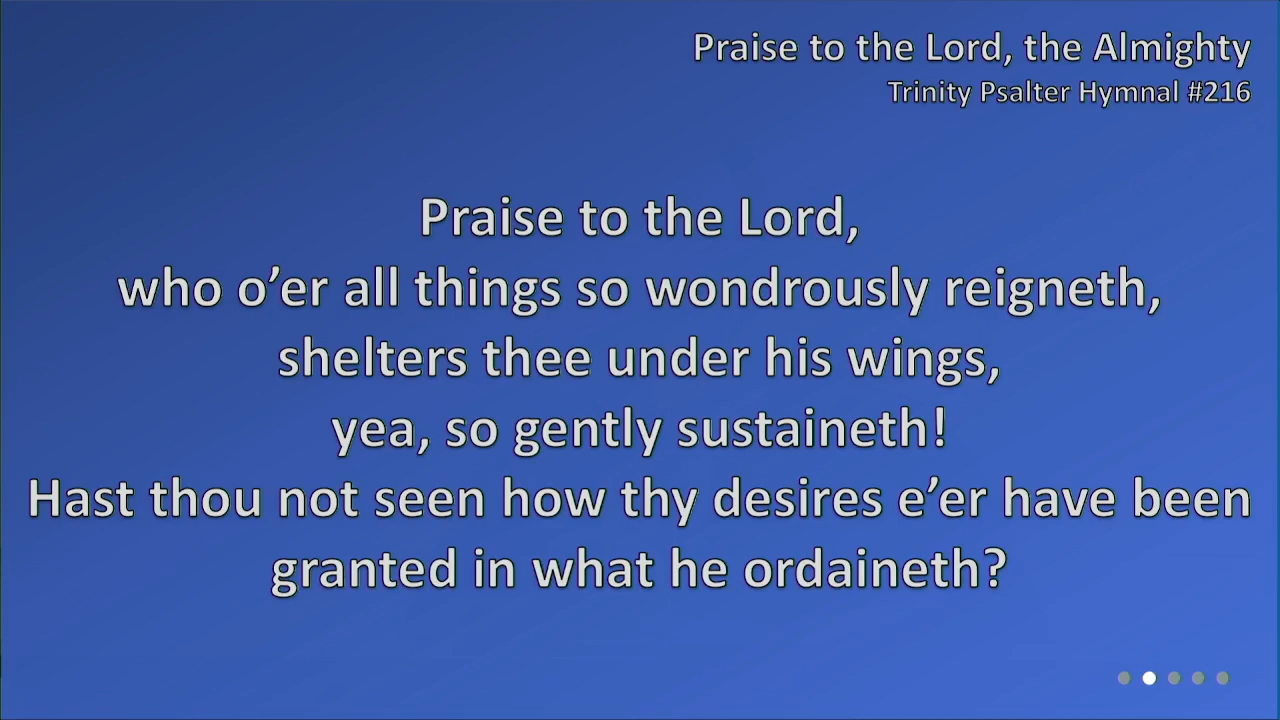 Praise to the Lord, the Almighty
Trinity Psalter Hymnal #216
Praise to the Lord,
who o’er all things so wondrously reigneth,
shelters thee under his wings,
yea, so gently sustaineth!
Hast thou not seen how thy desires e’er have been
granted in what he ordaineth?